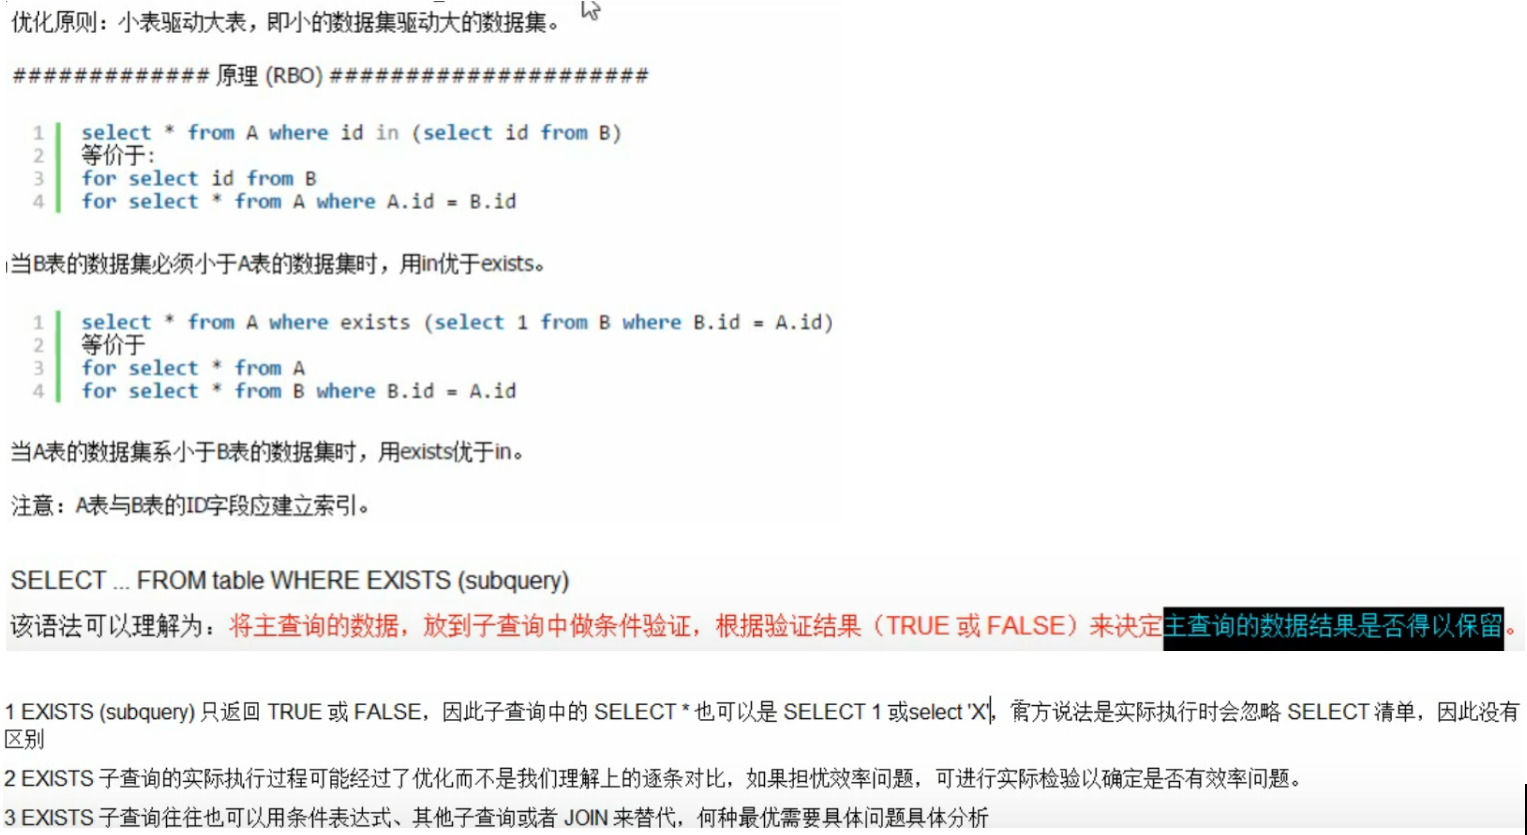 优化原则：小表驱动大表，即小的数据集驱动大的数据集。
############# 原理 (RBO) #####################
1 select * from A where id in (select id from B)
2 等价于:
3 for select id from B
4 for select * from A where A.id = B.id
当B表的数据集必须小于A表的数据集时，用in优于exists。
1 select * from A where exists (select 1 from B where B.id = A.id)
2 等价于
3 for select * from A
4 for select * from B where B.id = A.id
当A表的数据集系小于B表的数据集时，用exists优于in。
注意：A表与B表的ID字段应建立索引。
SELECT ... FROM table WHERE EXISTS (subquery)
该语法可以理解为：将主查询的数据，放到子查询中做条件验证，根据验证结果（TRUE 或 FALSE）来决定主查询的数据结果是否得以保留。
1 EXISTS (subquery) 只返回 TRUE 或 FALSE，因此子查询中的 SELECT * 也可以是 SELECT 1 或select 'X'，官方说法是实际执行时会忽略 SELECT 清单，因此没有
区别
2 EXISTS 子查询的实际执行过程可能经过了优化而不是我们理解上的逐条对比，如果担忧效率问题，可进行实际检验以确定是否有效率问题。
3 EXISTS 子查询往往也可以用条件表达式、其他子查询或者 JOIN 来替代，何种最优需要具体问题具体分析